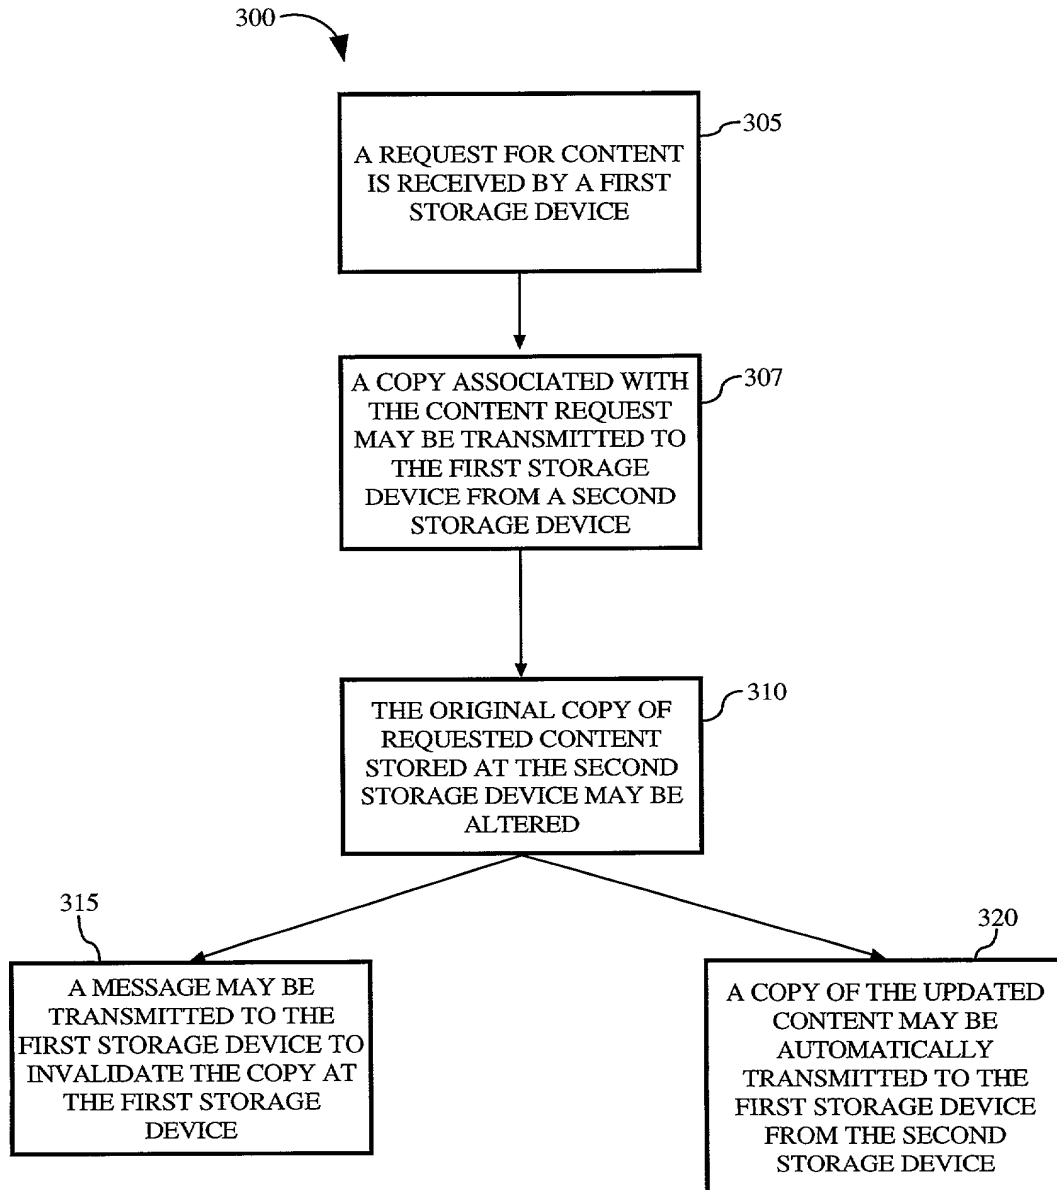 300
305
A REQUEST FOR CONTENT
IS RECEIVED BY A FIRST
STORAGE DEVICE
307
A COPY ASSOCIATED WITH
THE CONTENT REQUEST
MAY BE TRANSMITTED TO
THE FIRST STORAGE
DEVICE FROM A SECOND
STORAGE DEVICE
310
THE ORIGINAL COPY OF
REQUESTED CONTENT
STORED AT THE SECOND
STORAGE DEVICE MAY BE
ALTERED
315
A MESSAGE MAY BE
TRANSMITTED TO THE
FIRST STORAGE DEVICE TO
INVALIDATE THE COPY AT
THE FIRST STORAGE
DEVICE
320
A COPY OF THE UPDATED
CONTENT MAY BE
AUTOMATICALLY
TRANSMITTED TO THE
FIRST STORAGE DEVICE
FROM THE SECOND
STORAGE DEVICE